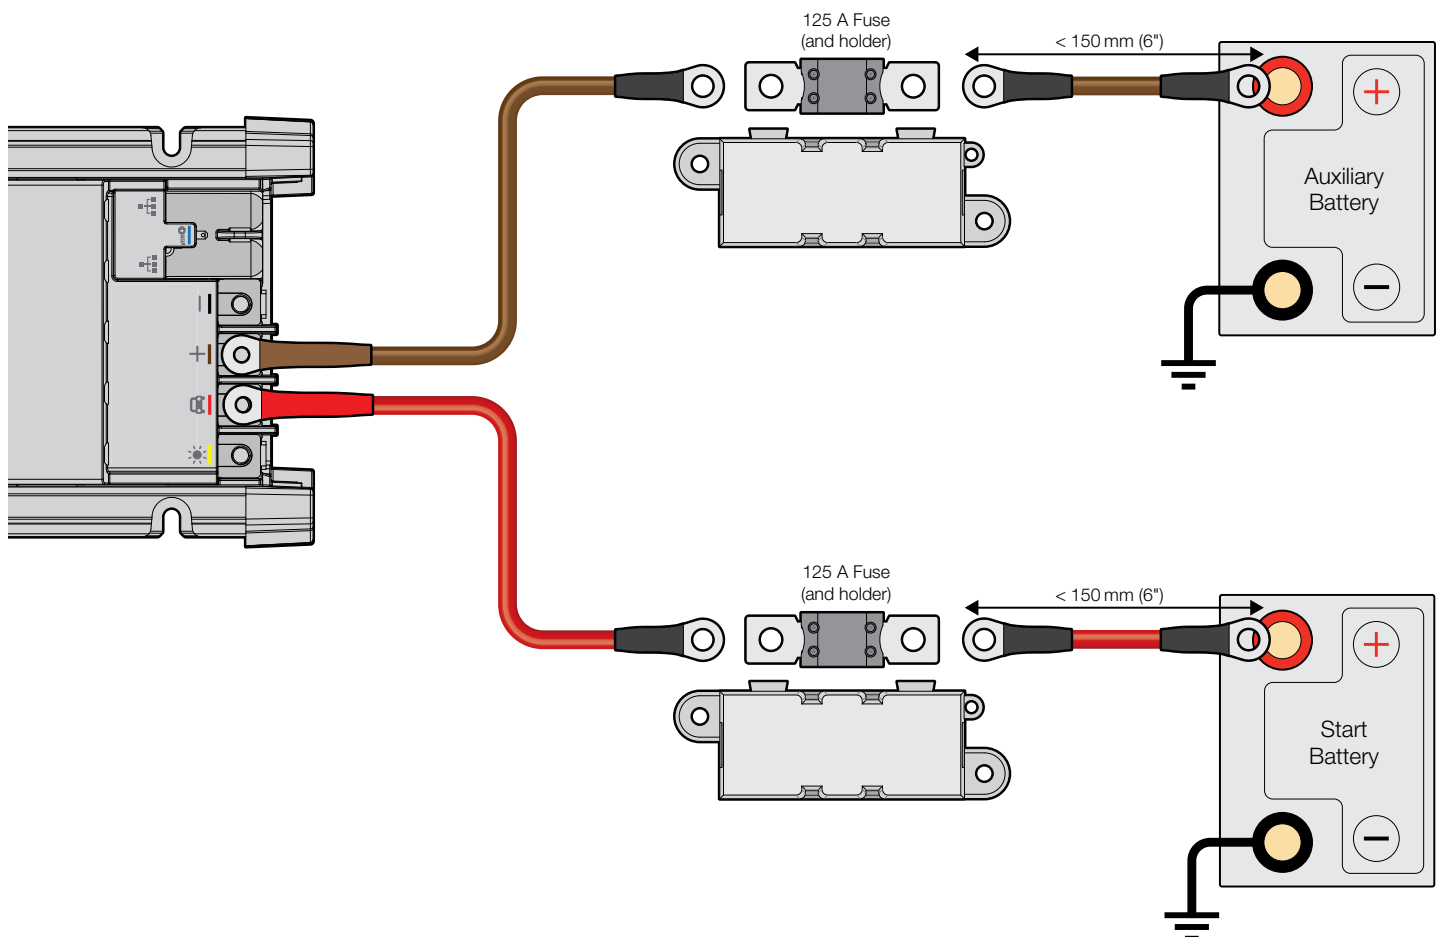 125 A Fuse
(and holder)
< 150 mm (6")
Auxiliary
Battery
125 A Fuse
(and holder)
< 150 mm (6")
Start
Battery